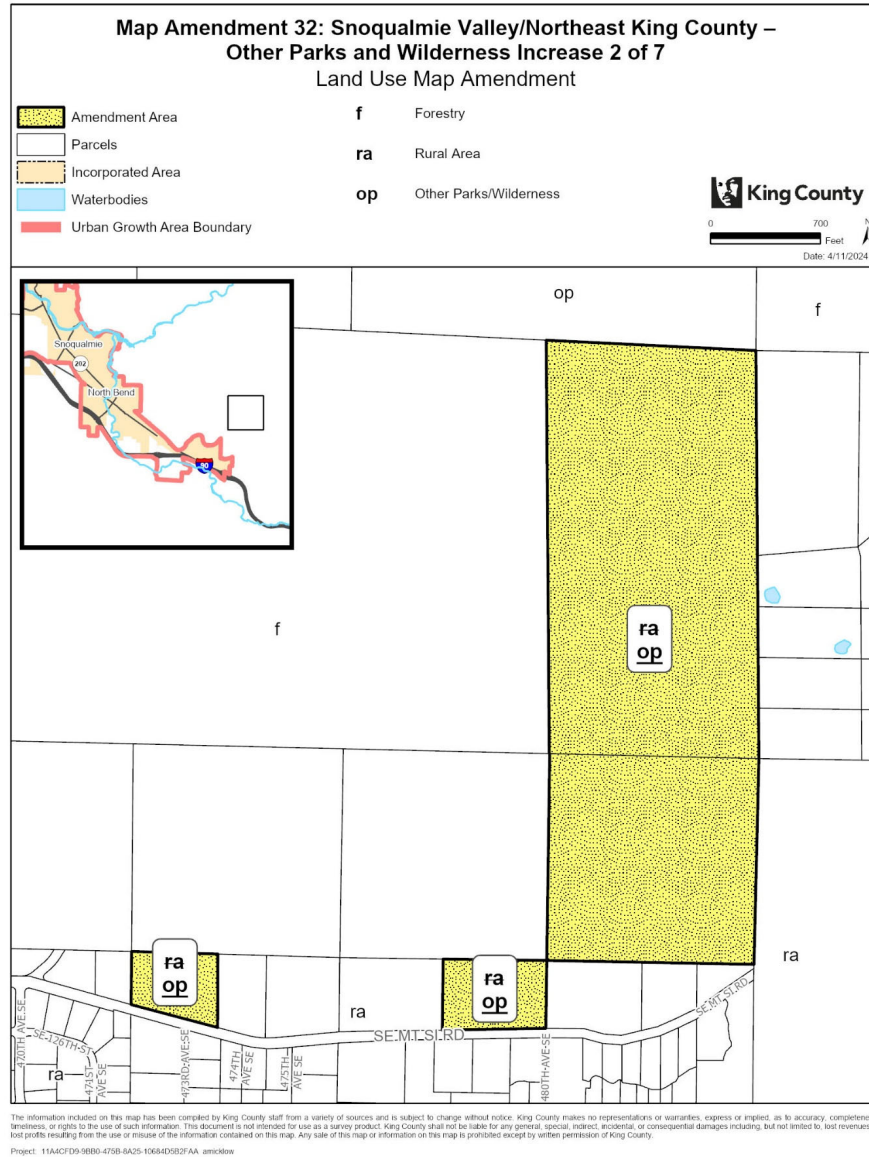 Map Amendment 32: Snoqualmie Valley/Northeast King County –
Other Parks and Wilderness Increase 2 of 7
Land Use Map Amendment
Amendment Area
Parcels
Incorporated Area
Waterbodies
Urban Growth Area Boundary
f Forestry
ra Rural Area
op Other Parks/Wilderness
King County
0 700
Feet
N
Date: 4/11/2024
Snoqualmie
202
North Bend
90
op
f
f
ra
op
ra
ra
op
ra
op
ra
ra
SE MT SI RD
SE MT SI RD
470TH AVE SE
SE 126TH ST
471ST AVE SE
473RD AVE SE
474TH AVE SE
475TH AVE SE
480TH AVE SE
The information included on this map has been compiled by King County staff from a variety of sources and is subject to change without notice. King County makes no representations or warranties, express or implied, as to accuracy, completene
timeliness, or rights to the use of such information. This document is not intended for use as a survey product. King County shall not be liable for any general, special, indirect, incidental, or consequential damages including, but not limited to, lost revenues
lost profits resulting from the use or misuse of the information contained on this map. Any sale of this map or information on this map is prohibited except by written permission of King County.
Project: 11A4CFD9-9BB0-475B-8A25-10684D5B2FAA amicklow